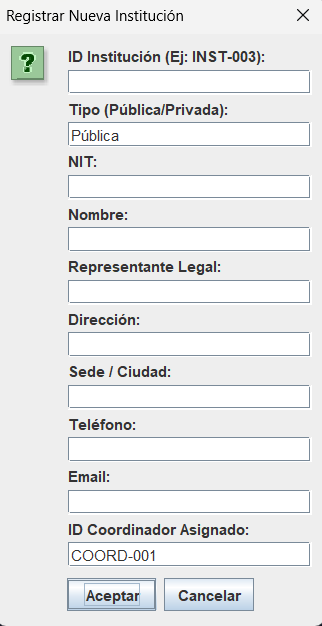 Registrar Nueva Institución
ID Institución (Ej: INST-003):
Tipo (Pública/Privada):
Pública
NIT:
Nombre:
Representante Legal:
Dirección:
Sede / Ciudad:
Teléfono:
Email:
ID Coordinador Asignado:
COORD-001
Aceptar Cancelar